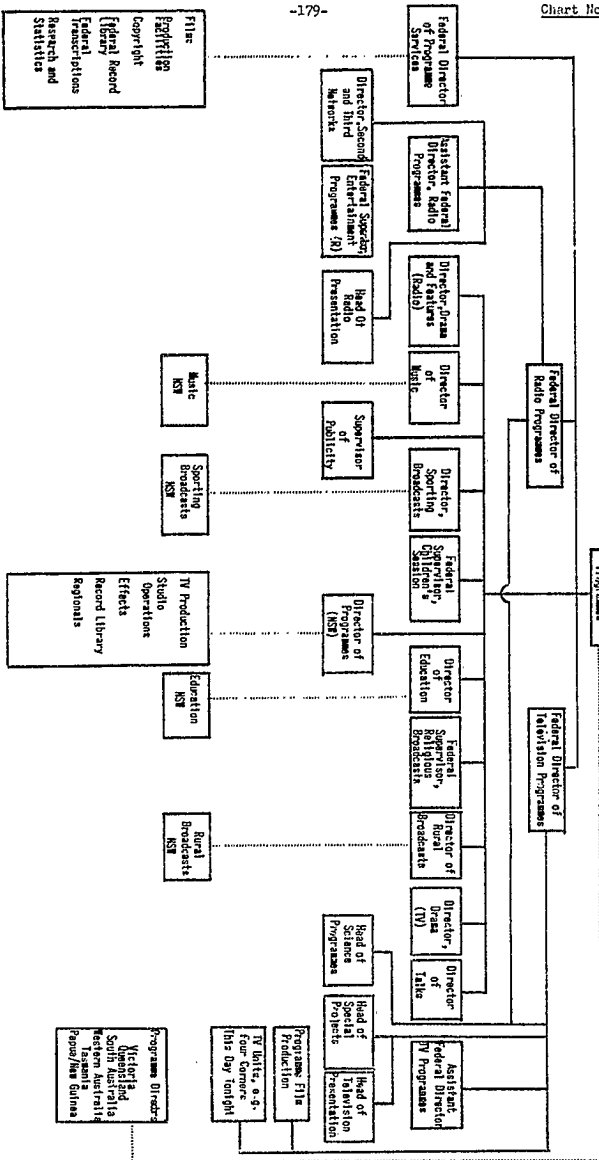 -179-
Chart No
Programmes
Federal Director
of Programme
Services
Federal Director of
Radio Programmes
Federal Director of
Television Programmes
Assistant Federal
Director, Radio
Programmes
Director, Drama
and Features
(Radio)
Director
of
Music
Director,
Sporting
Broadcasts
Federal
Supervisor,
Children's
Session
Director
of
Education
Federal
Supervisor,
Religious
Broadcasts
Director of
Rural
Broadcasts
Director,
Drama
(TV)
Director
of
Talks
Assistant
Federal Director
TV Programmes
Director, Second
and Third
Networks
Federal Supervisor,
Entertainment
Programmes (R)
Head Of
Radio
Presentation
Supervisor
of
Publicity
Director of
Programmes
(NSW)
Head of
Science
Programmes
Head of
Special
Projects
Head of
Television
Presentation
Programme Film
Production
TV Units, e.g.
Four Corners
This Day Tonight
Music
NSW
Sporting
Broadcasts
NSW
Education
NSW
Rural
Broadcasts
NSW
Films
Production
Facilities
Copyright
Federal Record
Library
Federal
Transcriptions
Research and
Statistics
TV Production
Studio
Operations
Effects
Record Library
Regionals
Programme Directors
Victoria
Queensland
South Australia
Western Australia
Tasmania
Papua/New Guinea